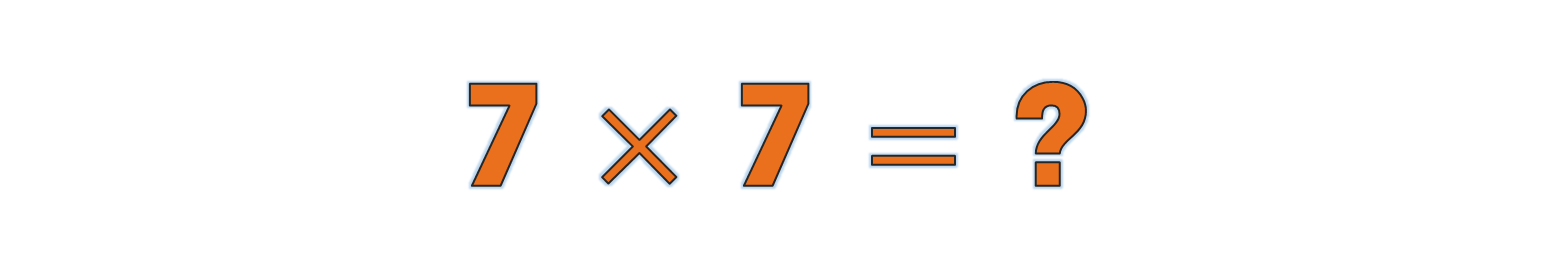 7 × 7 = ?